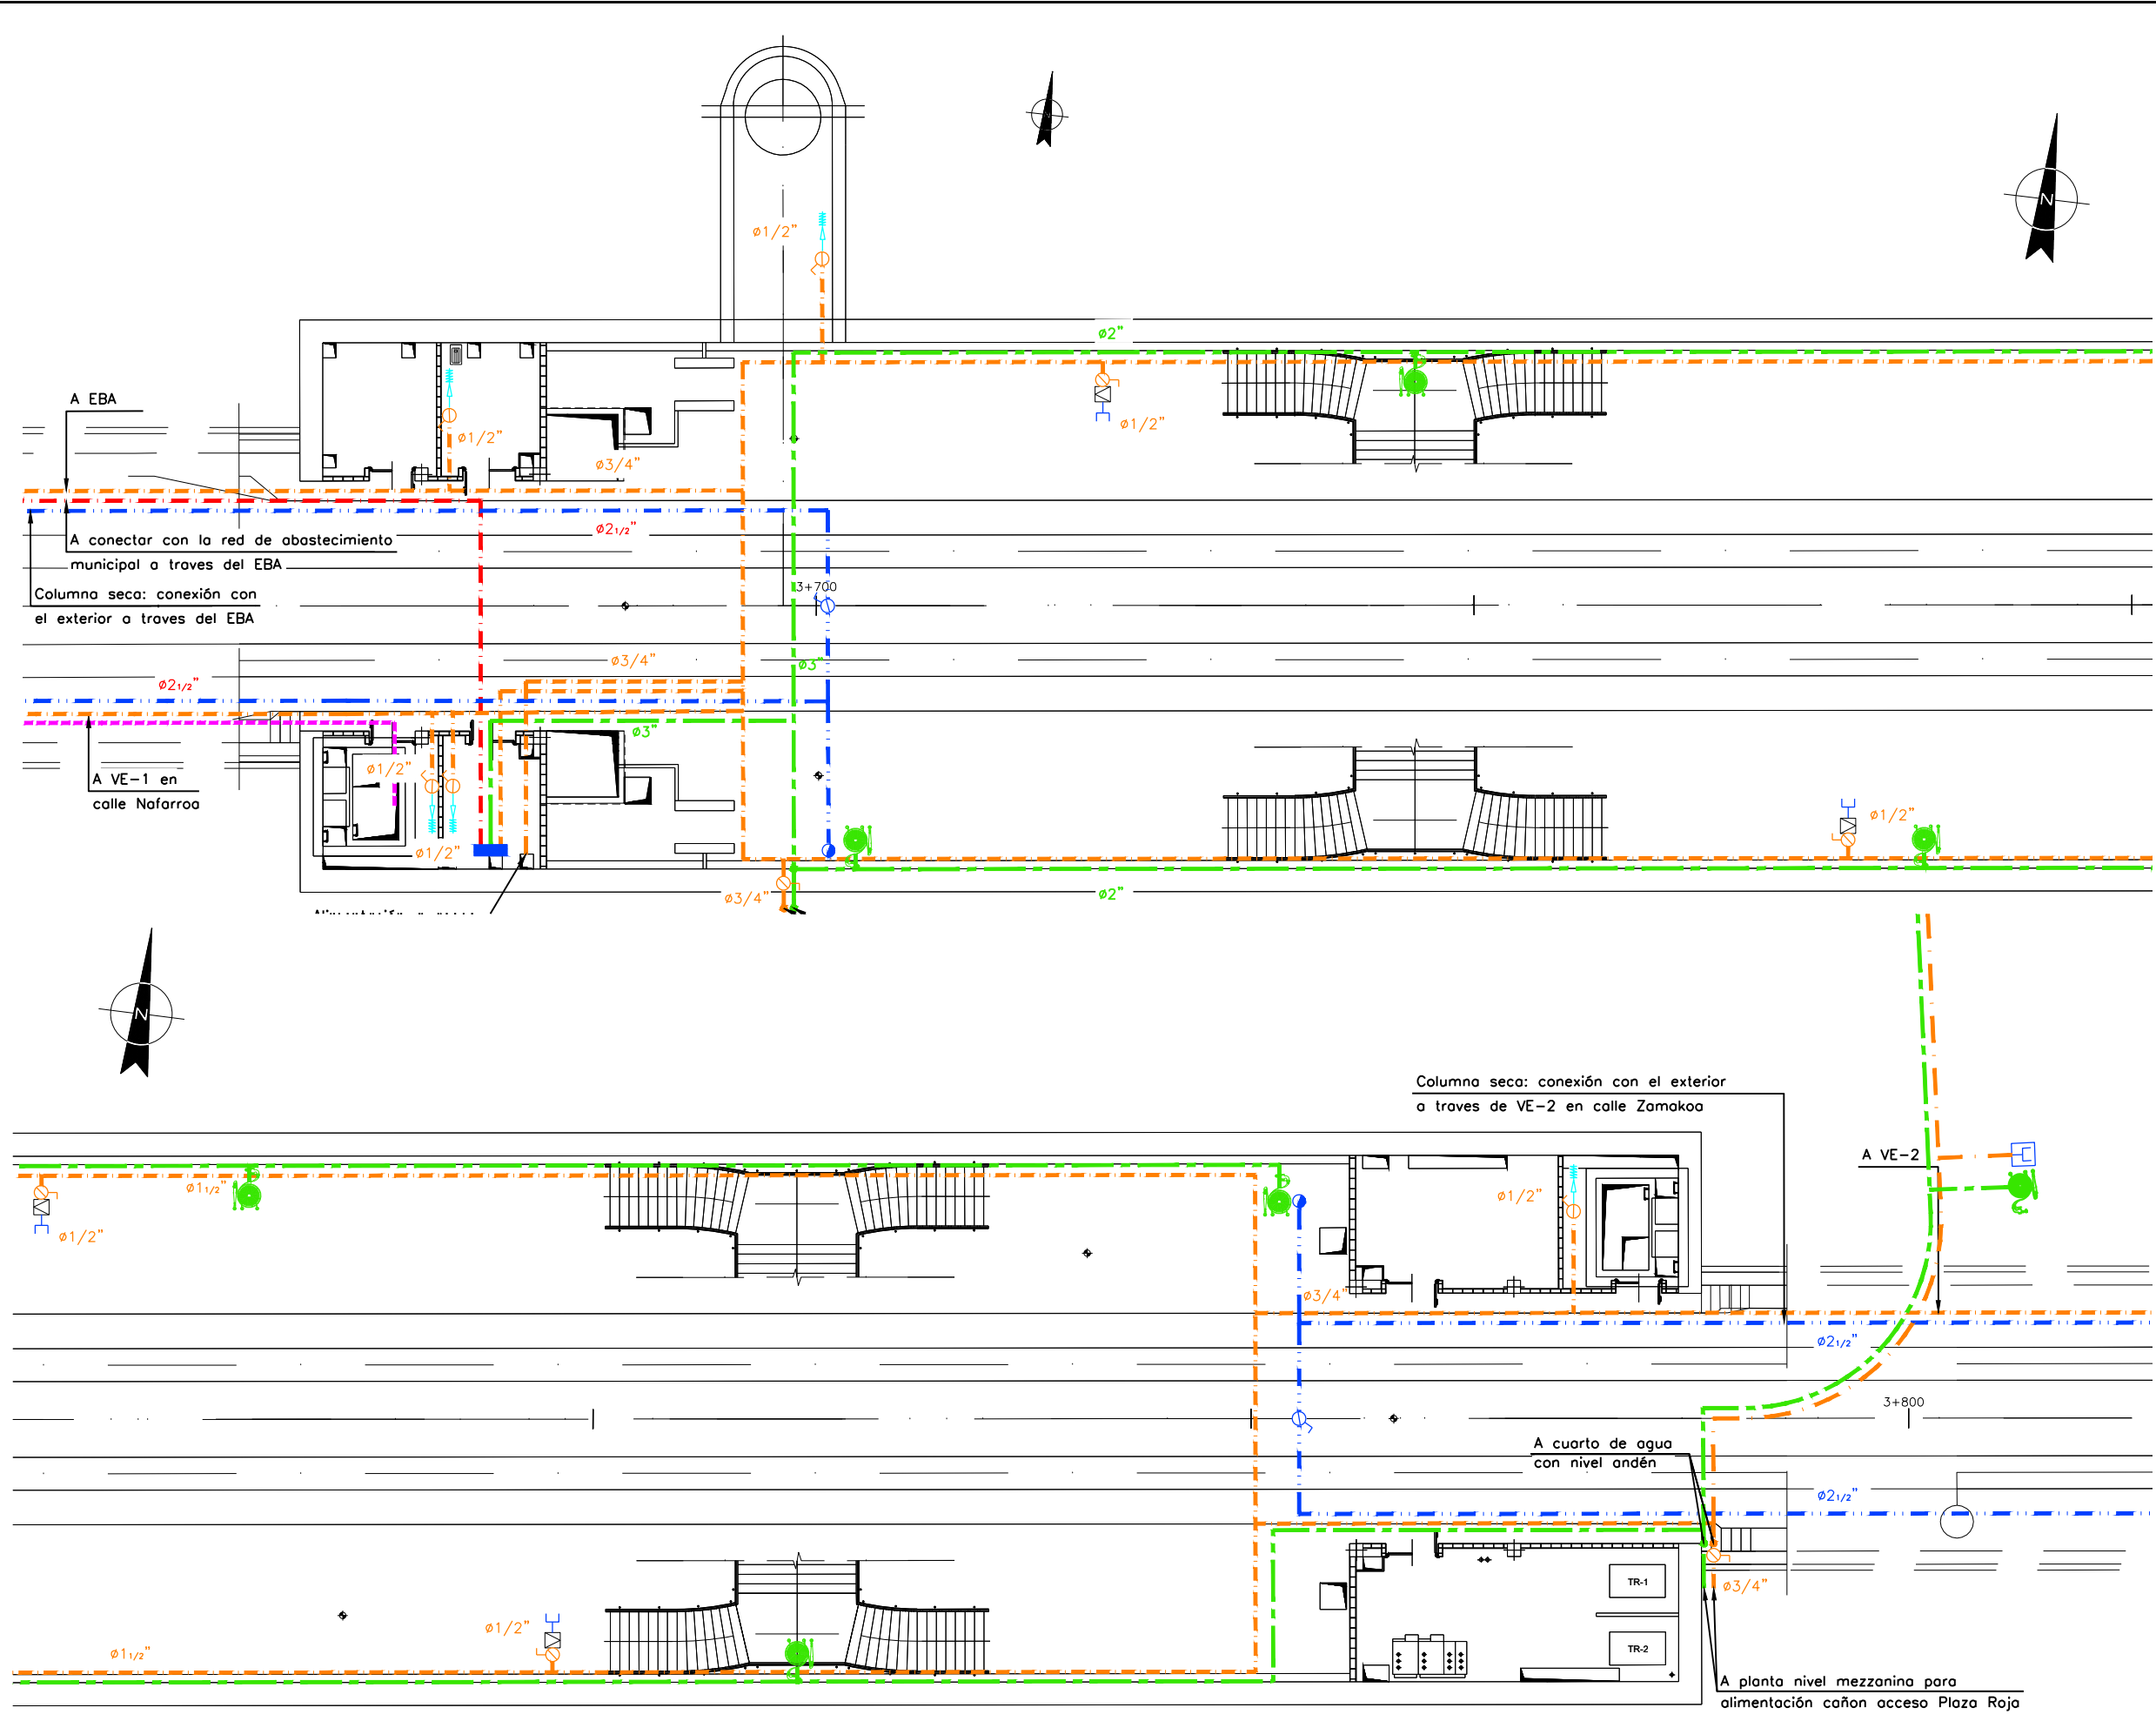 N
ø1/2"
ø2"
A EBA
ø1/2"
ø1/2"
ø3/4"
ø2 1/2"
A conectar con la red de abastecimiento
municipal a traves del EBA
Columna seca: conexión con
el exterior a traves del EBA
3+700
ø3/4"
ø3"
ø2 1/2"
ø3"
ø1/2"
A VE-1 en
calle Nafarroa
ø1/2"
ø1/2"
ø3/4"
ø2"
N
Columna seca: conexión con el exterior
a traves de VE-2 en calle Zamakoa
A VE-2
ø1 1/2"
ø1/2"
ø1/2"
ø3/4"
ø2 1/2"
3+800
A cuarto de agua
con nivel andén
ø2 1/2"
TR-1
ø3/4"
ø1/2"
TR-2
ø1 1/2"
A planta nivel mezzanina para
alimentación cañon acceso Plaza Roja